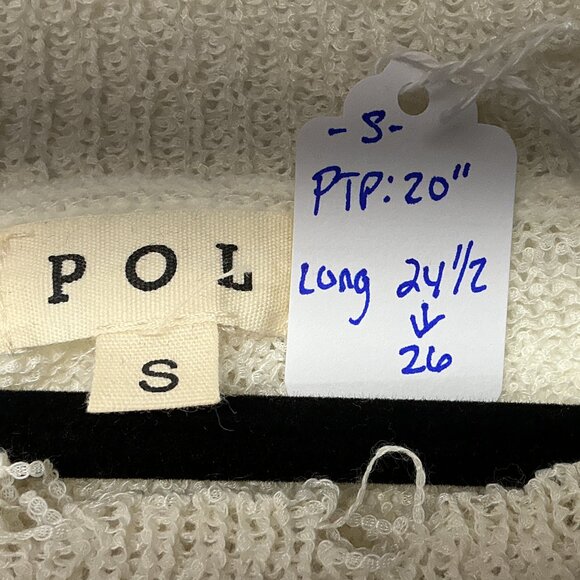 POL
S
- S -
PTP: 20"
Long 24 1/2
↓
26